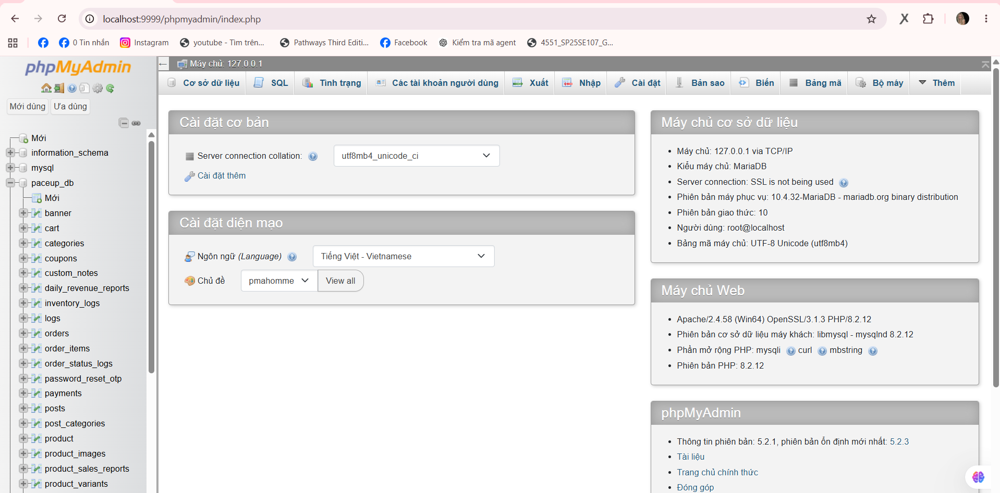 localhost:9999/phpmyadmin/index.php
0 Tin nhắn
Instagram
youtube - Tìm trên...
Pathways Third Editi...
Facebook
Kiểm tra mã agent
4551_SP25SE107_G...
phpMyAdmin
Mới dùng
Ưa dùng
Mới
information_schema
mysql
paceup_db
Mới
banner
cart
categories
coupons
custom_notes
daily_revenue_reports
inventory_logs
logs
orders
order_items
order_status_logs
password_reset_otp
payments
posts
post_categories
product
product_images
product_sales_reports
product_variants
Máy chủ: 127.0.0.1
Cơ sở dữ liệu
SQL
Tình trạng
Các tài khoản người dùng
Xuất
Nhập
Cài đặt
Bản sao
Biến
Bảng mã
Bộ máy
Thêm
Cài đặt cơ bản
Server connection collation:
utf8mb4_unicode_ci
Cài đặt thêm
Cài đặt diện mạo
Ngôn ngữ (Language)
Tiếng Việt - Vietnamese
Chủ đề
pmahomme
View all
Máy chủ cơ sở dữ liệu
Máy chủ: 127.0.0.1 via TCP/IP
Kiểu máy chủ: MariaDB
Server connection: SSL is not being used
Phiên bản máy phục vụ: 10.4.32-MariaDB - mariadb.org binary distribution
Phiên bản giao thức: 10
Người dùng: root@localhost
Bảng mã máy chủ: UTF-8 Unicode (utf8mb4)
Máy chủ Web
Apache/2.4.58 (Win64) OpenSSL/3.1.3 PHP/8.2.12
Phiên bản cơ sở dữ liệu máy khách: libmysql - mysqlnd 8.2.12
Phần mở rộng PHP: mysqli curl mbstring
Phiên bản PHP: 8.2.12
phpMyAdmin
Thông tin phiên bản: 5.2.1, phiên bản ổn định mới nhất: 5.2.3
Tài liệu
Trang chủ chính thức
Đóng góp